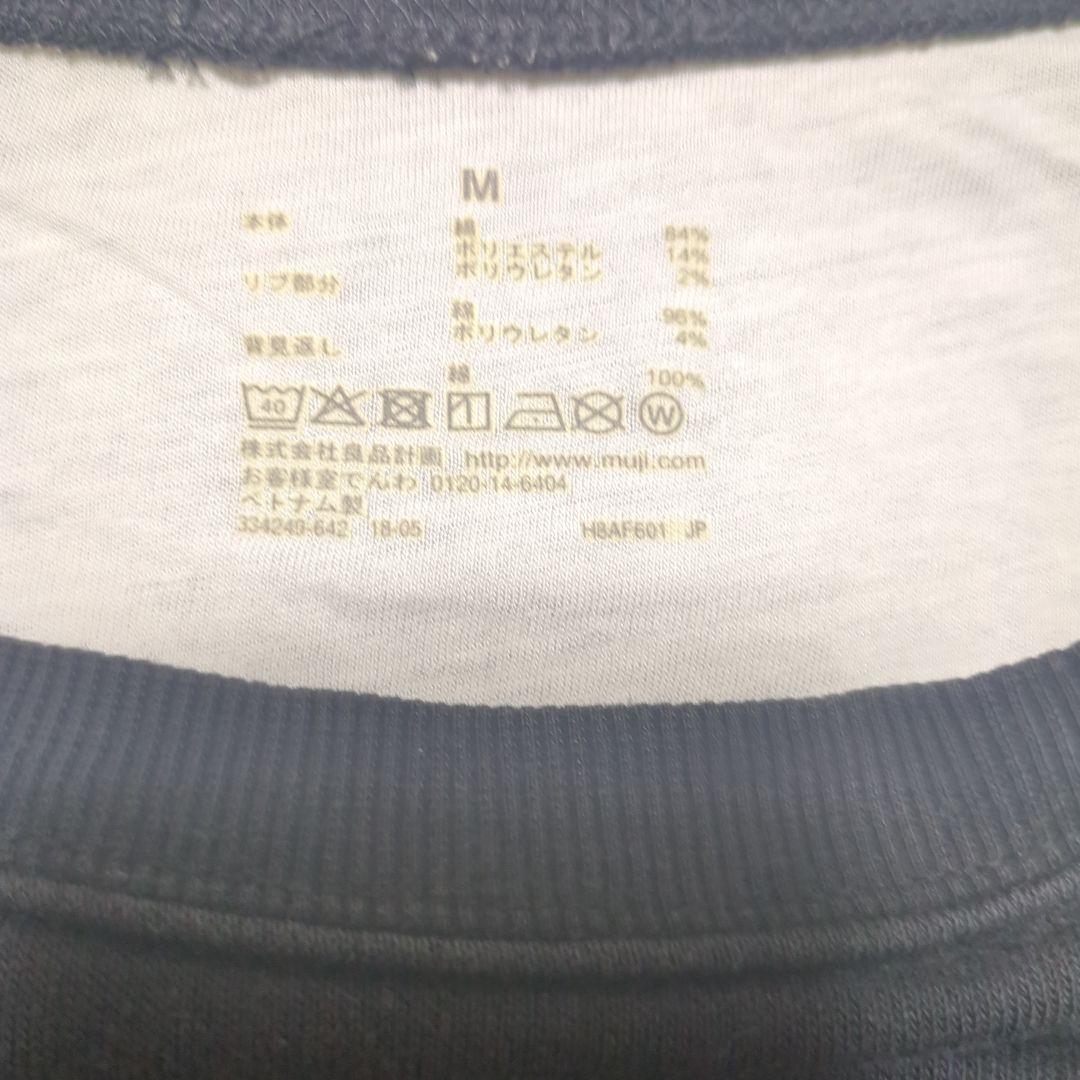 M
本体 綿 84%
ポリエステル 14%
ポリウレタン 2%
リブ部分 綿 96%
ポリウレタン 4%
背見返し 綿 100%
40 W
株式会社良品計画 http://www.muji.com
お客様室でんわ 0120-14-6404
ベトナム製
334249-642 18-05 H8AF601 JP